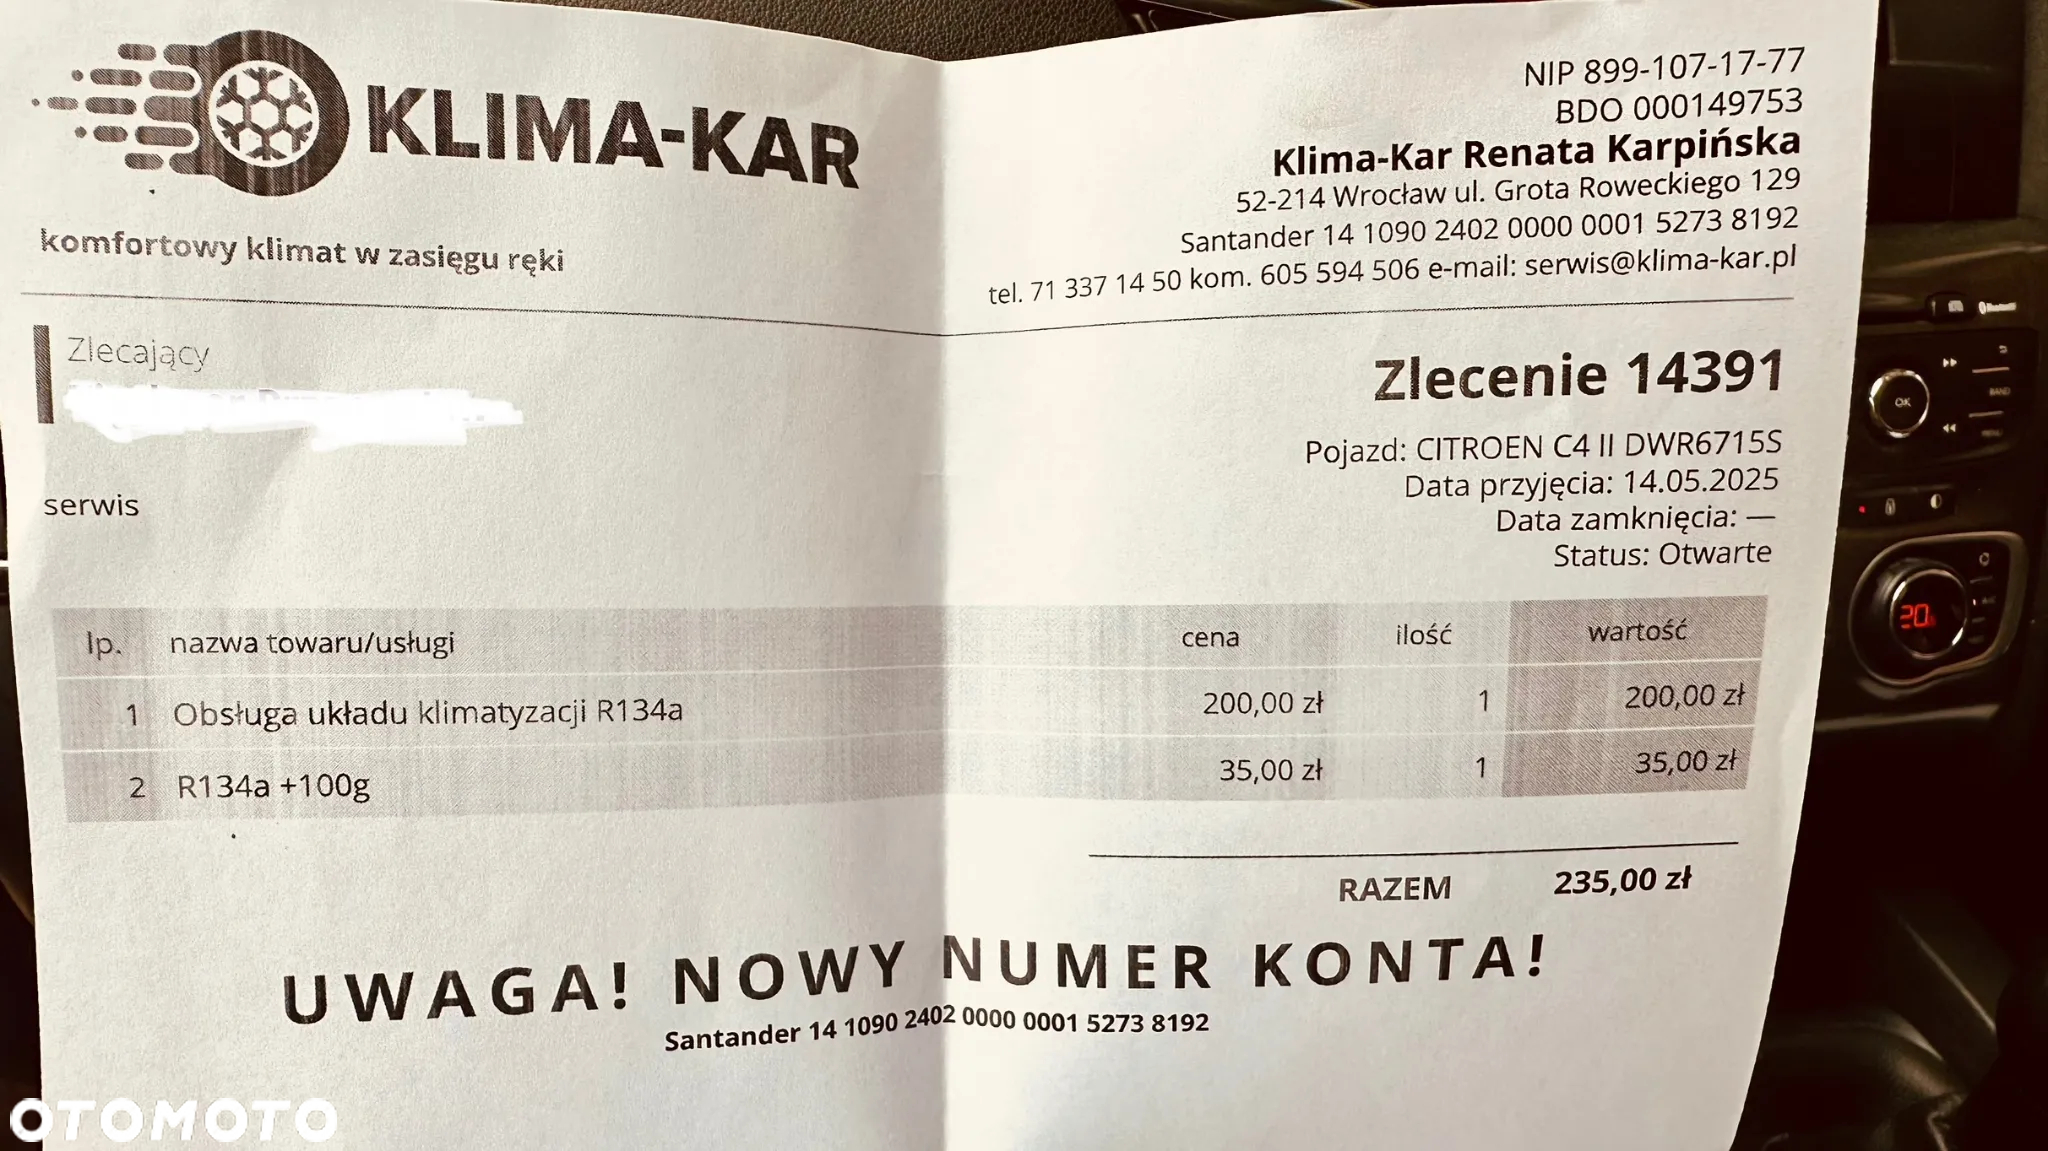 KLIMA-KAR
komfortowy klimat w zasięgu ręki
NIP 899-107-17-77
BDO 000149753
Klima-Kar Renata Karpińska
52-214 Wrocław ul. Grota Roweckiego 129
Santander 14 1090 2402 0000 0001 5273 8192
tel. 71 337 14 50 kom. 605 594 506 e-mail: serwis@klima-kar.pl
Zlecający
serwis
Zlecenie 14391
Pojazd: CITROEN C4 II DWR6715S
Data przyjęcia: 14.05.2025
Data zamknięcia: —
Status: Otwarte
lp. nazwa towaru/usługi cena ilość wartość
1 Obsługa układu klimatyzacji R134a 200,00 zł 1 200,00 zł
2 R134a +100g 35,00 zł 1 35,00 zł
RAZEM 235,00 zł
UWAGA! NOWY NUMER KONTA!
Santander 14 1090 2402 0000 0001 5273 8192
OK
20
OTOMOTO